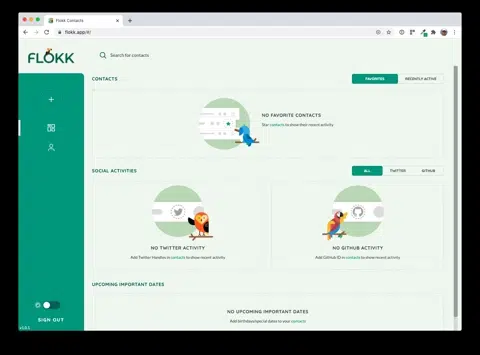 Flokk Contacts
flokk.app/#/
FLOKK
Search for contacts
CONTACTS
FAVORITES
RECENTLY ACTIVE
NO FAVORITE CONTACTS
Star contacts to show their recent activity
SOCIAL ACTIVITIES
ALL
TWITTER
GITHUB
NO TWITTER ACTIVITY
Add Twitter Handles in contacts to show recent activity
NO GITHUB ACTIVITY
Add GitHub ID in contacts to show recent activity
UPCOMING IMPORTANT DATES
NO UPCOMING IMPORTANT DATES
Add birthdays/special dates to your contacts
SIGN OUT